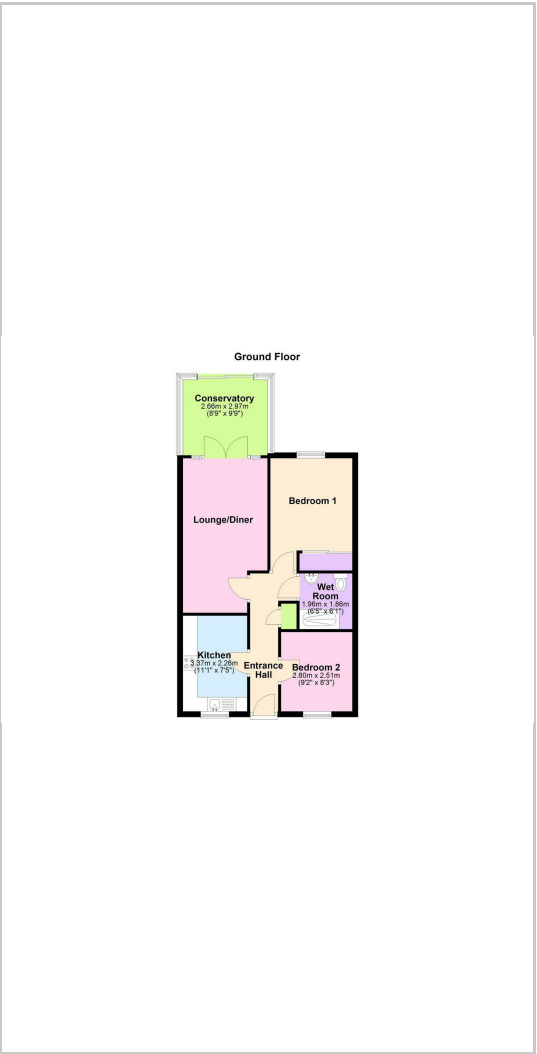 Ground Floor
Conservatory
2.66m x 2.97m
(8'9" x 9'9")
Bedroom 1
Lounge/Diner
Wet
Room
1.96m x 1.86m
(6'5" x 6'1")
Kitchen
3.37m x 2.26m
(11'1" x 7'5")
Entrance
Hall
Bedroom 2
2.80m x 2.51m
(9'2" x 8'3")